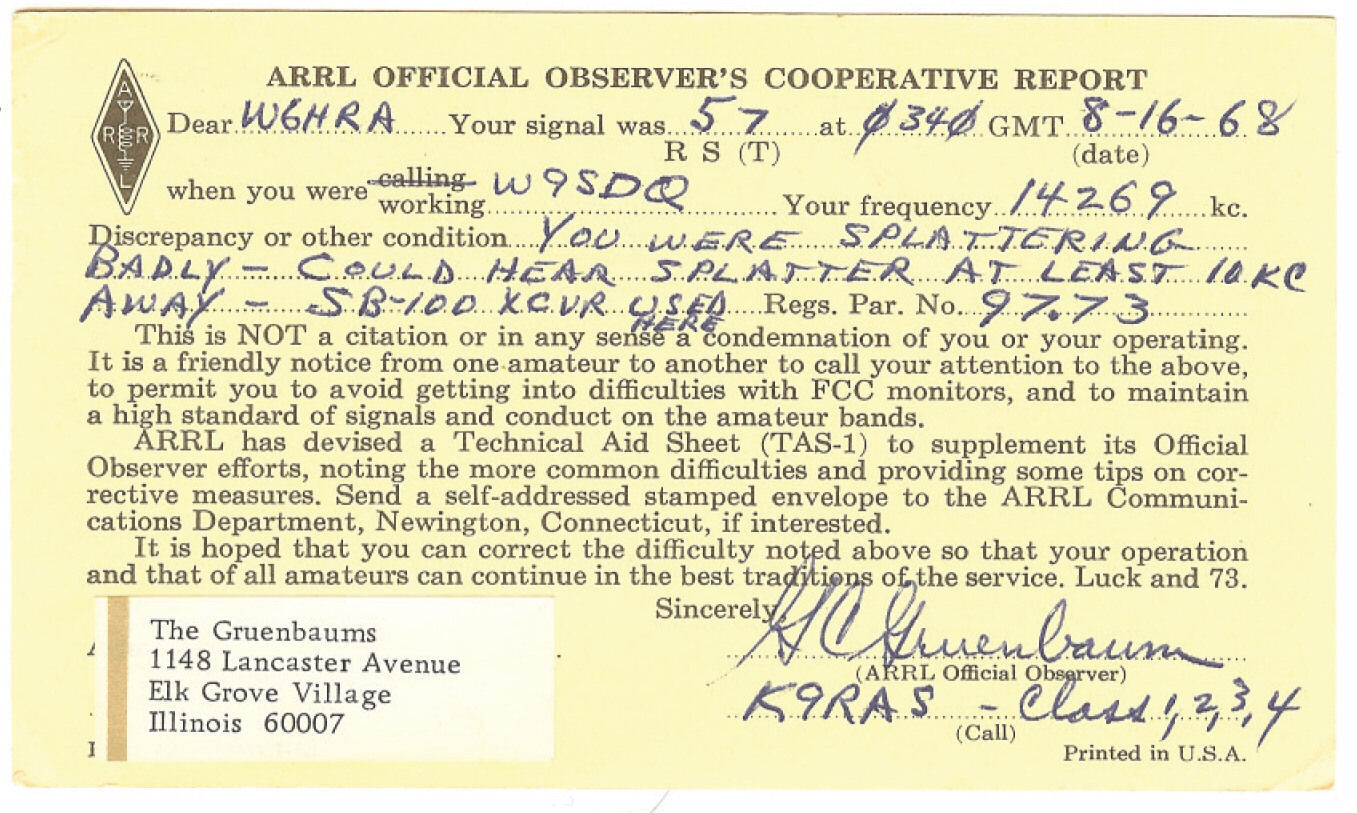 ARRL OFFICIAL OBSERVER'S COOPERATIVE REPORT
A
R R
L
Dear W6HRA Your signal was 57 at 0340 GMT 8-16-68
R S (T) (date)
when you were calling W9SDQ
working Your frequency 14269 kc.
Discrepancy or other condition YOU WERE SPLATTERING
BADLY - COULD HEAR SPLATTER AT LEAST 10 KC
AWAY - SB-100 XCVR USED Regs. Par. No. 97.73
HERE
This is NOT a citation or in any sense a condemnation of you or your operating.
It is a friendly notice from one amateur to another to call your attention to the above,
to permit you to avoid getting into difficulties with FCC monitors, and to maintain
a high standard of signals and conduct on the amateur bands.
ARRL has devised a Technical Aid Sheet (TAS-1) to supplement its Official
Observer efforts, noting the more common difficulties and providing some tips on cor-
rective measures. Send a self-addressed stamped envelope to the ARRL Communi-
cations Department, Newington, Connecticut, if interested.
It is hoped that you can correct the difficulty noted above so that your operation
and that of all amateurs can continue in the best traditions of the service. Luck and 73.
Sincerely,
The Gruenbaums
1148 Lancaster Avenue
Elk Grove Village
Illinois 60007
HC Gruenbaum
(ARRL Official Observer)
K9RAS - Class 1, 2, 3, 4
(Call)
Printed in U.S.A.